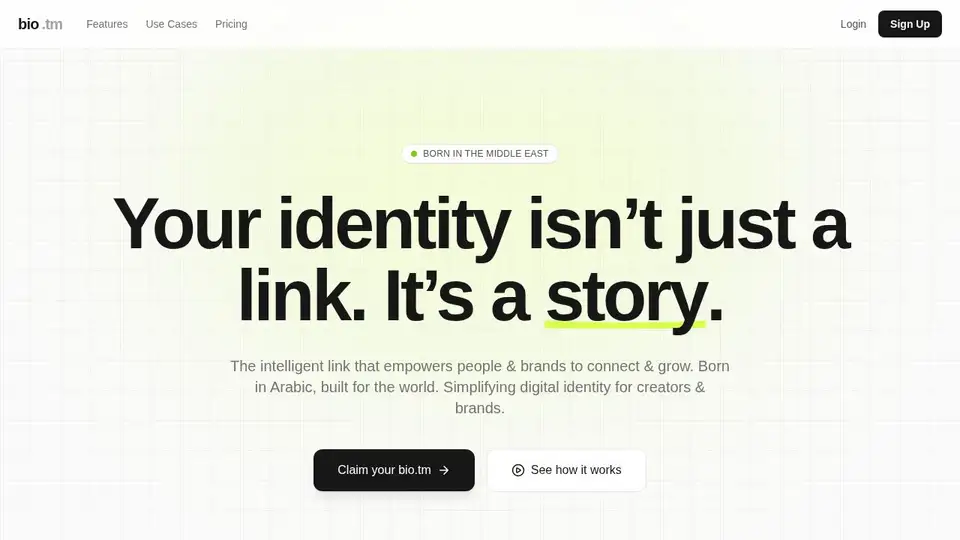 bio.tm
Features
Use Cases
Pricing
Login
Sign Up
BORN IN THE MIDDLE EAST
Your identity isn’t just a
link. It’s a story.
The intelligent link that empowers people & brands to connect & grow. Born
in Arabic, built for the world. Simplifying digital identity for creators &
brands.
Claim your bio.tm
See how it works